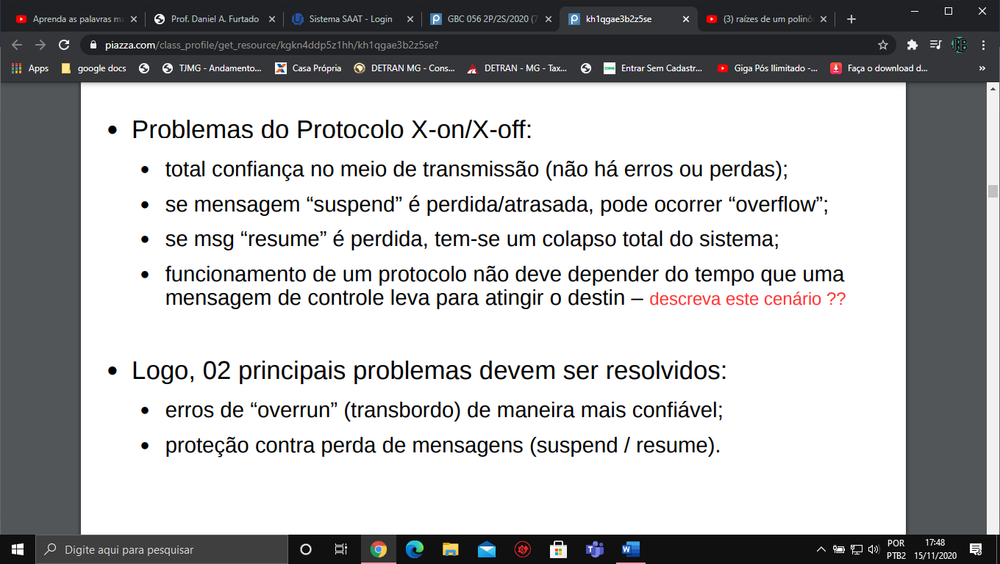 Aprenda as palavras ma
Prof. Daniel A. Furtado
Sistema SAAT - Login
GBC 056 2P/2S/2020 (7
kh1qgae3b2z5se
(3) raízes de um polinô
piazza.com/class_profile/get_resource/kgkn4ddp5z1hh/kh1qgae3b2z5se?
Apps
google docs
TJMG - Andamento...
Casa Própria
DETRAN MG - Cons...
DETRAN - MG - Tax...
Entrar Sem Cadastr...
Giga Pós Ilimitado -...
Faça o download d...
»
• Problemas do Protocolo X-on/X-off:
• total confiança no meio de transmissão (não há erros ou perdas);
• se mensagem “suspend” é perdida/atrasada, pode ocorrer “overflow”;
• se msg “resume” é perdida, tem-se um colapso total do sistema;
• funcionamento de um protocolo não deve depender do tempo que uma
mensagem de controle leva para atingir o destin – descreva este cenário ??
• Logo, 02 principais problemas devem ser resolvidos:
• erros de “overrun” (transbordo) de maneira mais confiável;
• proteção contra perda de mensagens (suspend / resume).
Digite aqui para pesquisar
POR
PTB2
17:48
15/11/2020